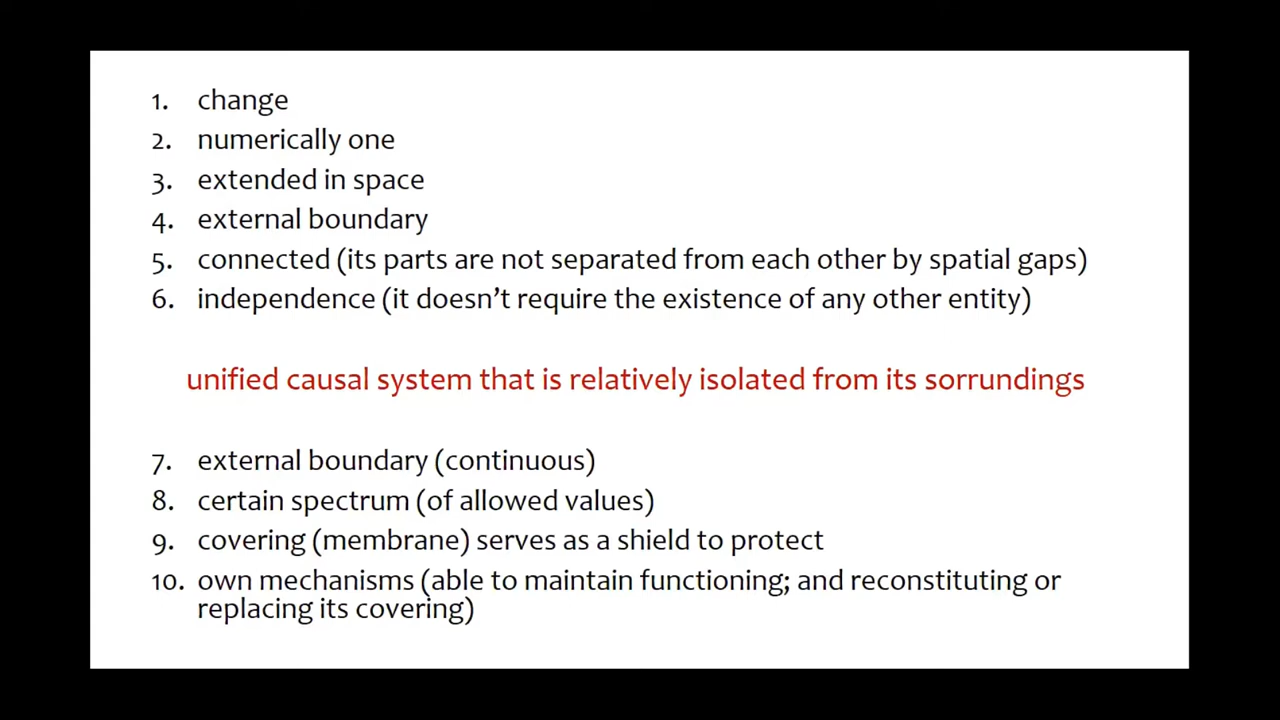 1. change
2. numerically one
3. extended in space
4. external boundary
5. connected (its parts are not separated from each other by spatial gaps)
6. independence (it doesn’t require the existence of any other entity)
unified causal system that is relatively isolated from its sorrundings
7. external boundary (continuous)
8. certain spectrum (of allowed values)
9. covering (membrane) serves as a shield to protect
10. own mechanisms (able to maintain functioning; and reconstituting or
replacing its covering)